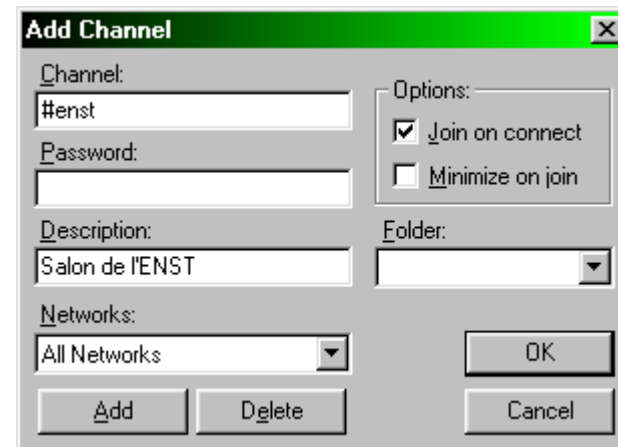 Add Channel
Channel:
#enst
Password:
Description:
Salon de l'ENST
Networks:
All Networks
Add
Delete
Options:
Join on connect
Minimize on join
Folder:
OK
Cancel